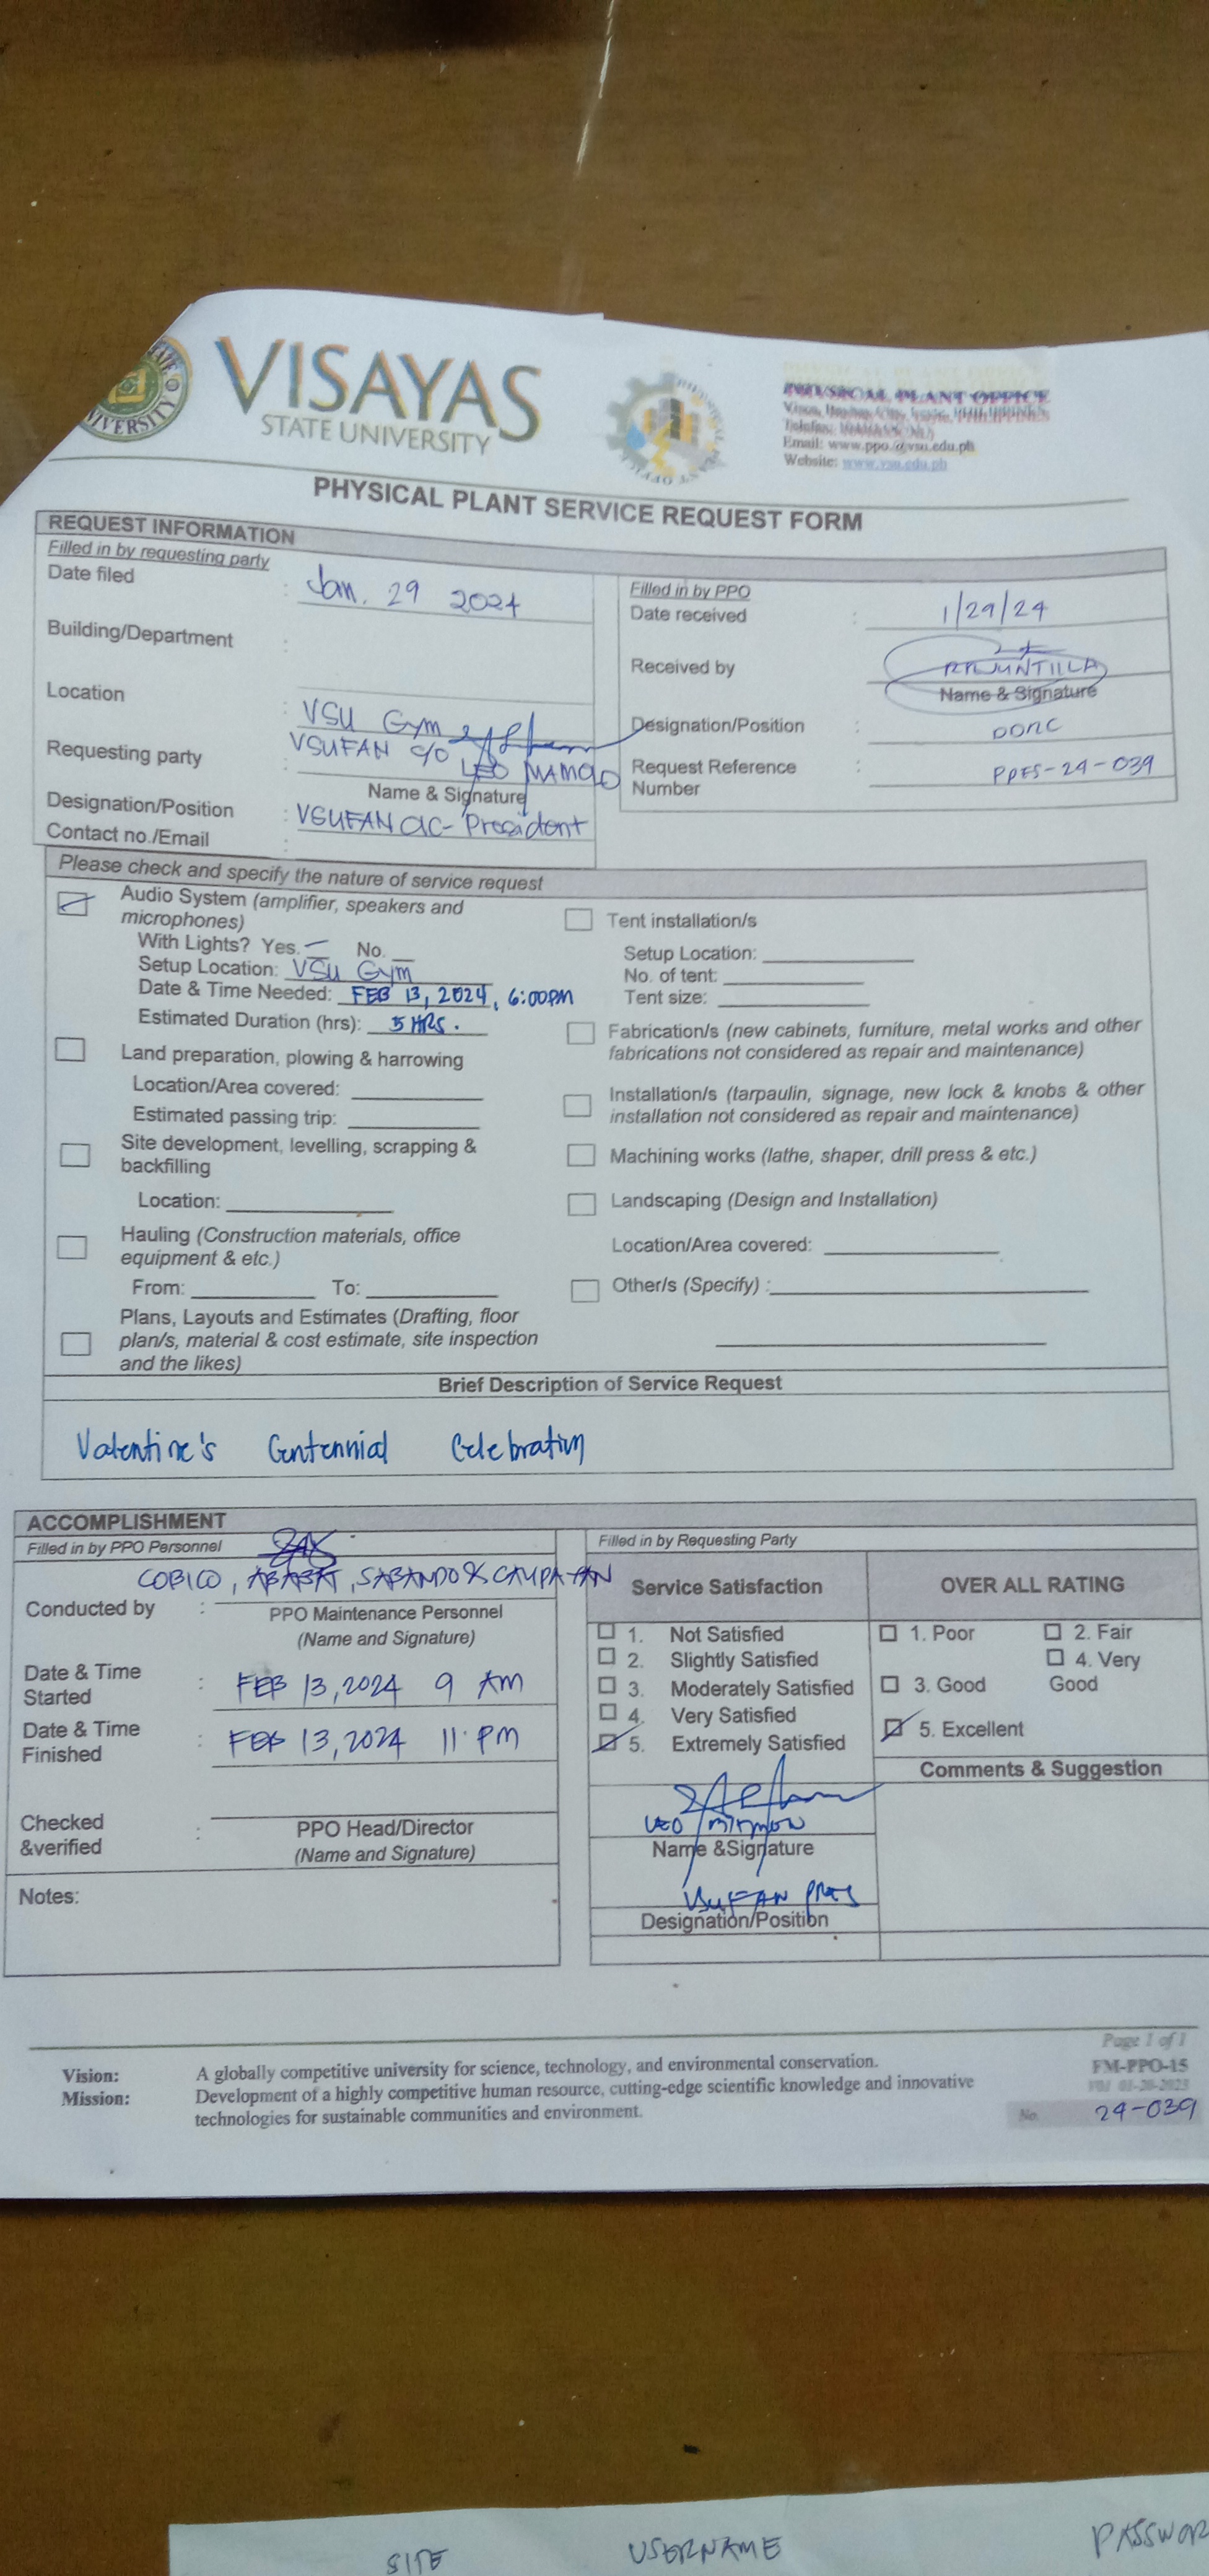 VISAYAS
STATE UNIVERSITY
PHYSICAL PLANT OFFICE
Email: www.ppo.@vsu.edu.ph
Website: www.vsu.edu.ph
PHYSICAL PLANT SERVICE REQUEST FORM
REQUEST INFORMATION
Filled in by requesting party
Date filed : Jan. 29 2024
Building/Department :
Location : VSU Gym
Requesting party : VSUFAN c/o LEO
Name & Signature
Designation/Position : VSUFAN OIC-President
Contact no./Email :
Filled in by PPO
Date received : 1/29/24
Received by
Name & Signature
Designation/Position :
Request Reference : PPES-24-039
Number
Please check and specify the nature of service request
Audio System (amplifier, speakers and
microphones)
With Lights? Yes. No.
Setup Location: VSU Gym
Date & Time Needed: FEB 13, 2024, 6:00PM
Estimated Duration (hrs): 5 HRS.
Land preparation, plowing & harrowing
Location/Area covered:
Estimated passing trip:
Site development, levelling, scrapping &
backfilling
Location:
Hauling (Construction materials, office
equipment & etc.)
From: To:
Plans, Layouts and Estimates (Drafting, floor
plan/s, material & cost estimate, site inspection
and the likes)
Tent installation/s
Setup Location:
No. of tent:
Tent size:
Fabrication/s (new cabinets, furniture, metal works and other
fabrications not considered as repair and maintenance)
Installation/s (tarpaulin, signage, new lock & knobs & other
installation not considered as repair and maintenance)
Machining works (lathe, shaper, drill press & etc.)
Landscaping (Design and Installation)
Location/Area covered:
Other/s (Specify) :
Brief Description of Service Request
Valentine's Centennial Celebration
ACCOMPLISHMENT
Filled in by PPO Personnel
COBICO, ABABAT, SABANDO &
Conducted by :
PPO Maintenance Personnel
(Name and Signature)
Date & Time
Started : FEB 13, 2024 9 AM
Date & Time
Finished : FEB 13, 2024 11 PM
Checked
&verified :
PPO Head/Director
(Name and Signature)
Notes:
Filled in by Requesting Party
Service Satisfaction
1. Not Satisfied
2. Slightly Satisfied
3. Moderately Satisfied
4. Very Satisfied
5. Extremely Satisfied
LEO
Name &Signature
VSUFAN PRES
Designation/Position
OVER ALL RATING
1. Poor 2. Fair
3. Good 4. Very
Good
5. Excellent
Comments & Suggestion
Vision: A globally competitive university for science, technology, and environmental conservation.
Mission: Development of a highly competitive human resource, cutting-edge scientific knowledge and innovative
technologies for sustainable communities and environment.
Page 1 of 1
FM-PPO-15
No. 24-039
SITE USERNAME